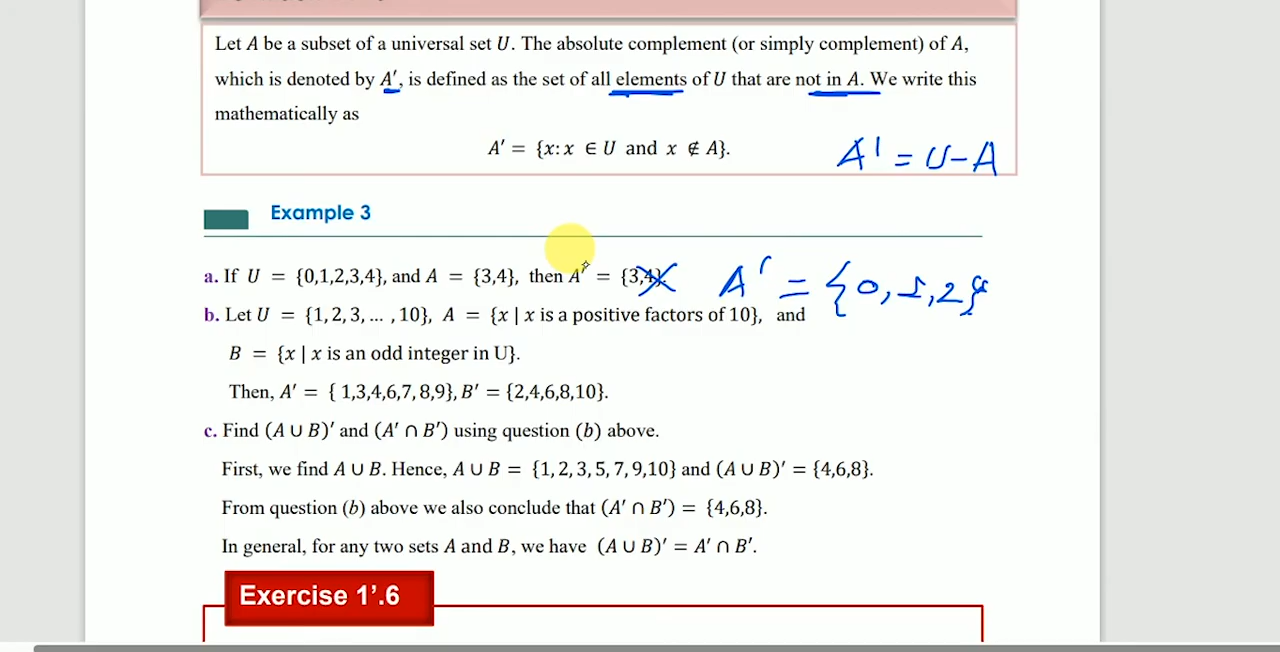 Let A be a subset of a universal set U. The absolute complement (or simply complement) of A,
which is denoted by A′, is defined as the set of all elements of U that are not in A. We write this
mathematically as
A′ = {x: x ∈ U and x ∉ A}.
A′ = U − A
Example 3
a. If U = {0,1,2,3,4}, and A = {3,4}, then A′ = {3,4}.
A′ = {0,1,2}
b. Let U = {1, 2, 3, … , 10}, A = {x | x is a positive factors of 10}, and
B = {x | x is an odd integer in U}.
Then, A′ = { 1,3,4,6,7, 8,9}, B′ = {2,4,6,8,10}.
c. Find (A ∪ B)′ and (A′ ∩ B′) using question (b) above.
First, we find A ∪ B. Hence, A ∪ B = {1, 2, 3, 5, 7, 9,10} and (A ∪ B)′ = {4,6,8}.
From question (b) above we also conclude that (A′ ∩ B′) = {4,6,8}.
In general, for any two sets A and B, we have (A ∪ B)′ = A′ ∩ B′.
Exercise 1’.6